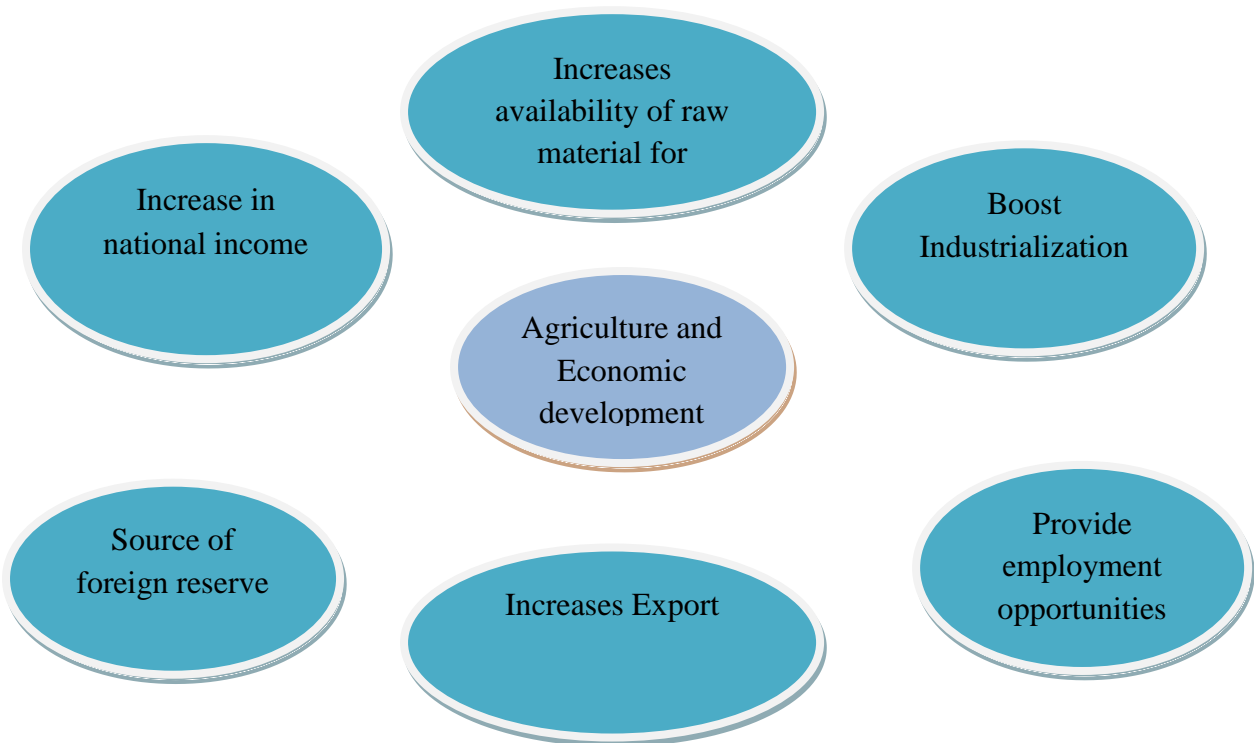 Increases
availability of raw
material for
Increase in
national income
Boost
Industrialization
Agriculture and
Economic
development
Source of
foreign reserve
Increases Export
Provide
employment
opportunities